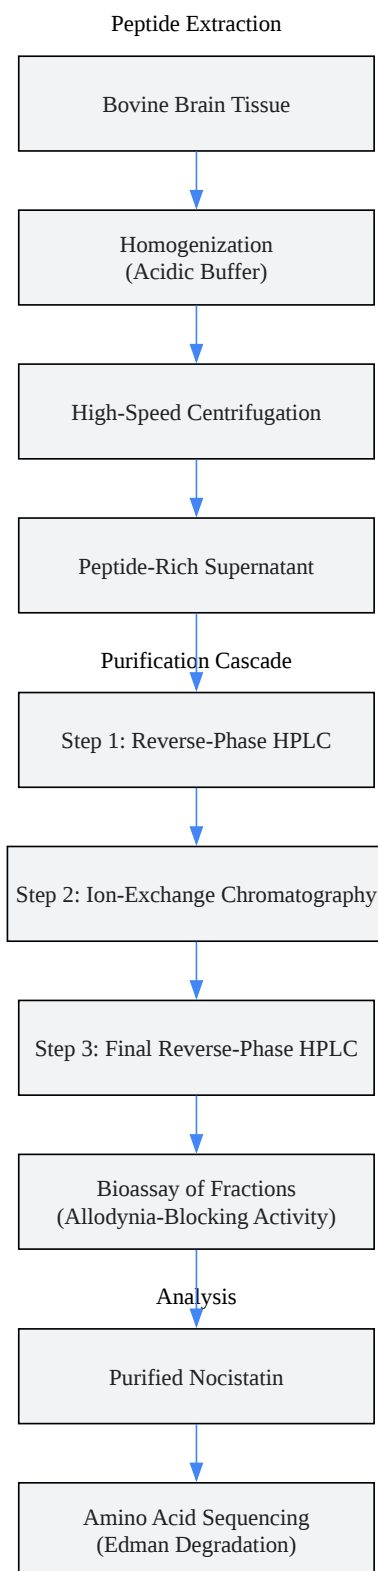 Peptide Extraction
Bovine Brain Tissue
Homogenization
(Acidic Buffer)
High-Speed Centrifugation
Peptide-Rich Supernatant
Purification Cascade
Step 1: Reverse-Phase HPLC
Step 2: Ion-Exchange Chromatography
Step 3: Final Reverse-Phase HPLC
Bioassay of Fractions
(Allodynia-Blocking Activity)
Analysis
Purified Nocistatin
Amino Acid Sequencing
(Edman Degradation)